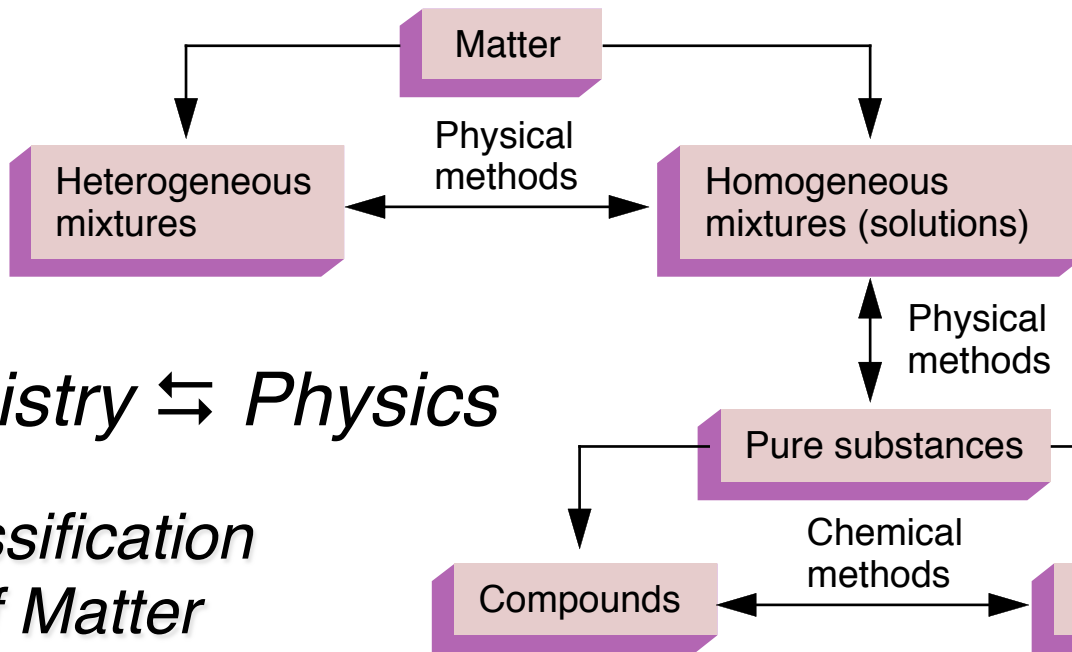 Matter
Physical
methods
Heterogeneous
mixtures
Homogeneous
mixtures (solutions)
Physical
methods
istry ⇆ Physics
Pure substances
ssification
f Matter
Chemical
methods
Compounds